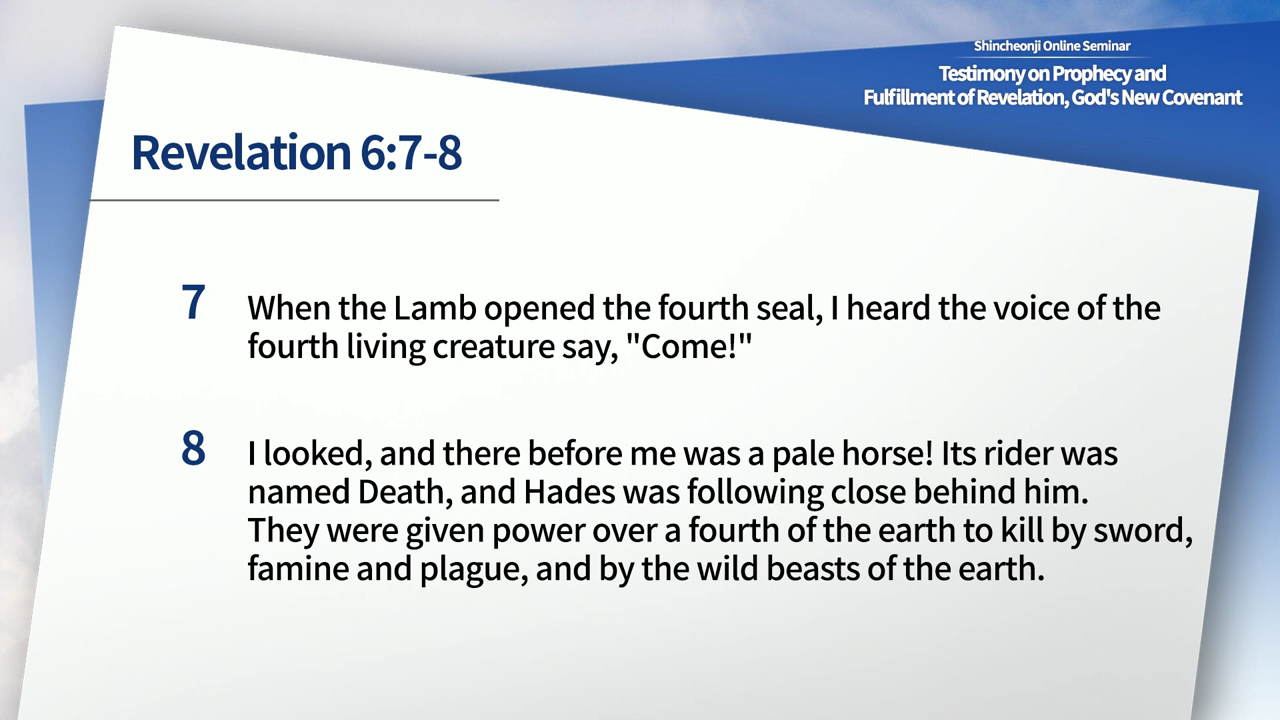 Shincheonji Online Seminar
Testimony on Prophecy and
Fulfillment of Revelation, God's New Covenant
Revelation 6:7-8
7 When the Lamb opened the fourth seal, I heard the voice of the
fourth living creature say, "Come!"
8 I looked, and there before me was a pale horse! Its rider was
named Death, and Hades was following close behind him.
They were given power over a fourth of the earth to kill by sword,
famine and plague, and by the wild beasts of the earth.